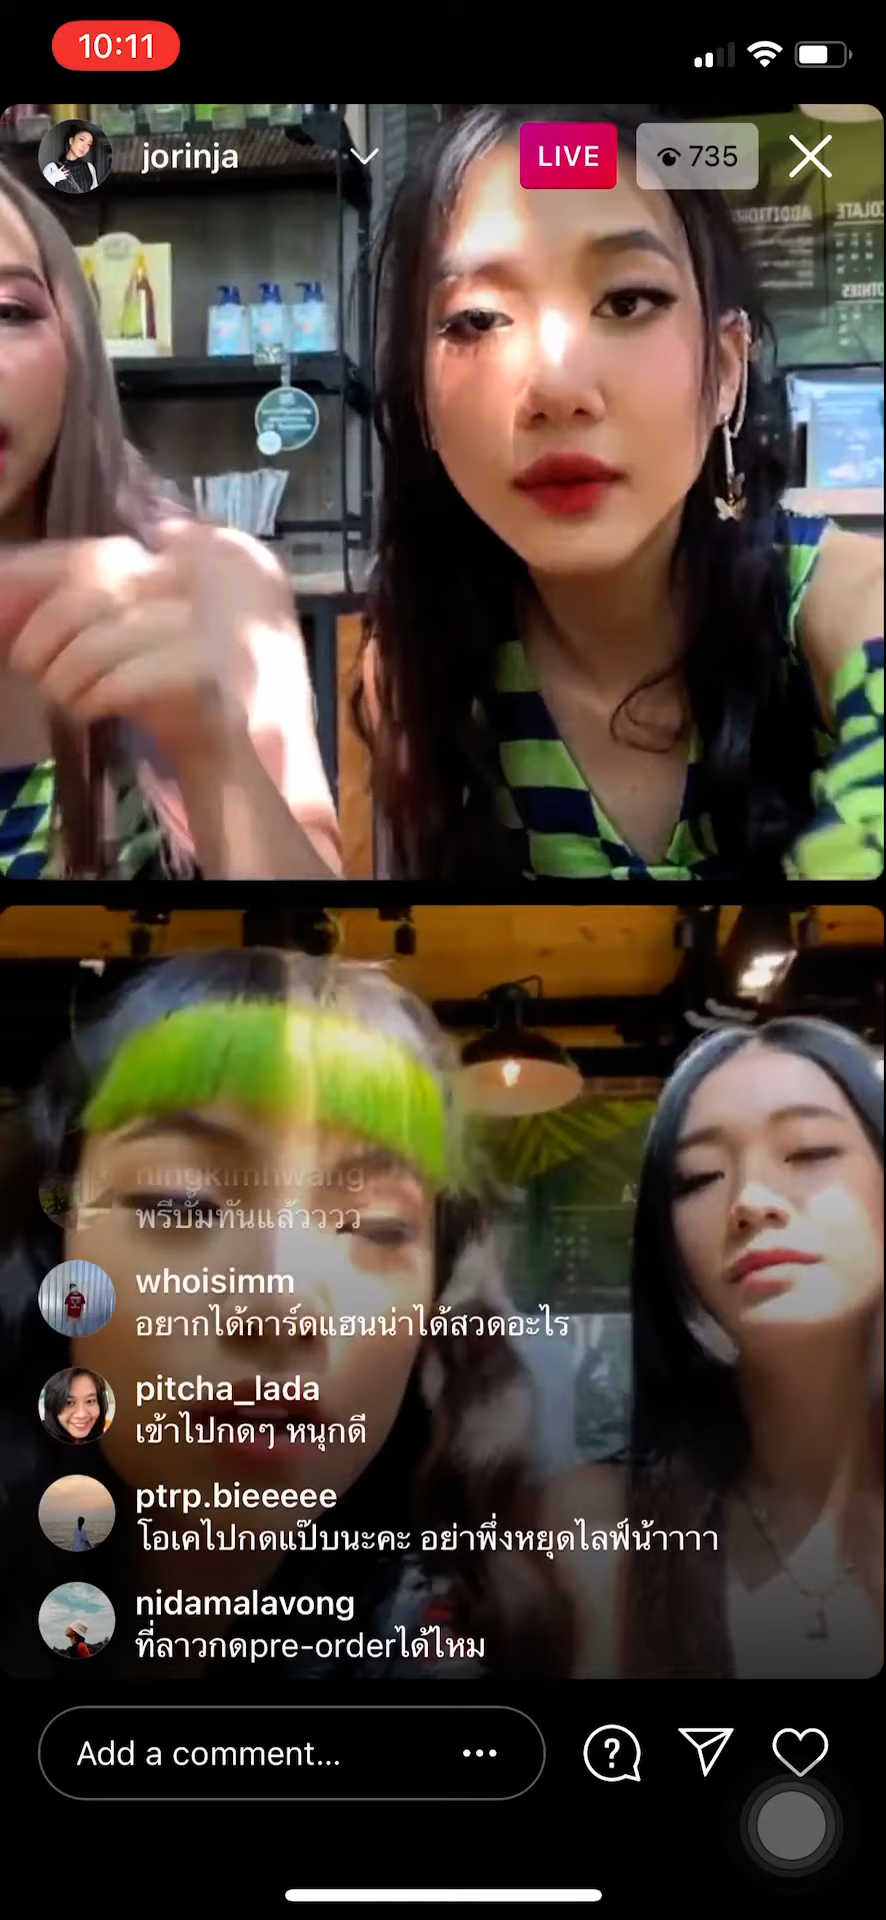 10:11
jorinja
LIVE
735
ningkimhwang
พรีบั้มทันแล้วววว
whoisimm
อยากได้การ์ดแฮนน่าได้สวดอะไร
pitcha_lada
เข้าไปกดๆ หนุกดี
ptrp.bieeeee
โอเคไปกดแป๊บนะคะ อย่าพึ่งหยุดไลฟ์น้าาาา
nidamalavong
ที่ลาวกดpre-orderได้ไหม
Add a comment...